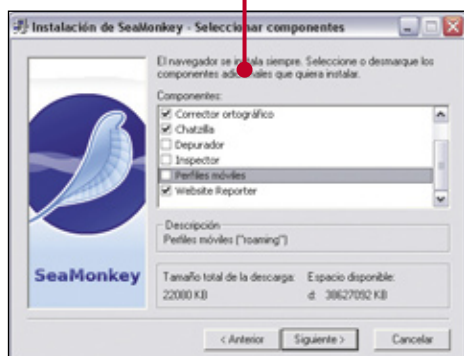 Instalación de SeaMonkey - Seleccionar componentes
El navegador se instala siempre. Seleccione o desmarque los
componentes adicionales que quiera instalar.
Componentes:
Corrector ortográfico
Chatzilla
Depurador
Inspector
Perfiles móviles
Website Reporter
Descripción
Perfiles móviles ("roaming")
SeaMonkey
Tamaño total de la descarga: Espacio disponible:
22080 KB d: 38627092 KB
< Anterior Siguiente > Cancelar